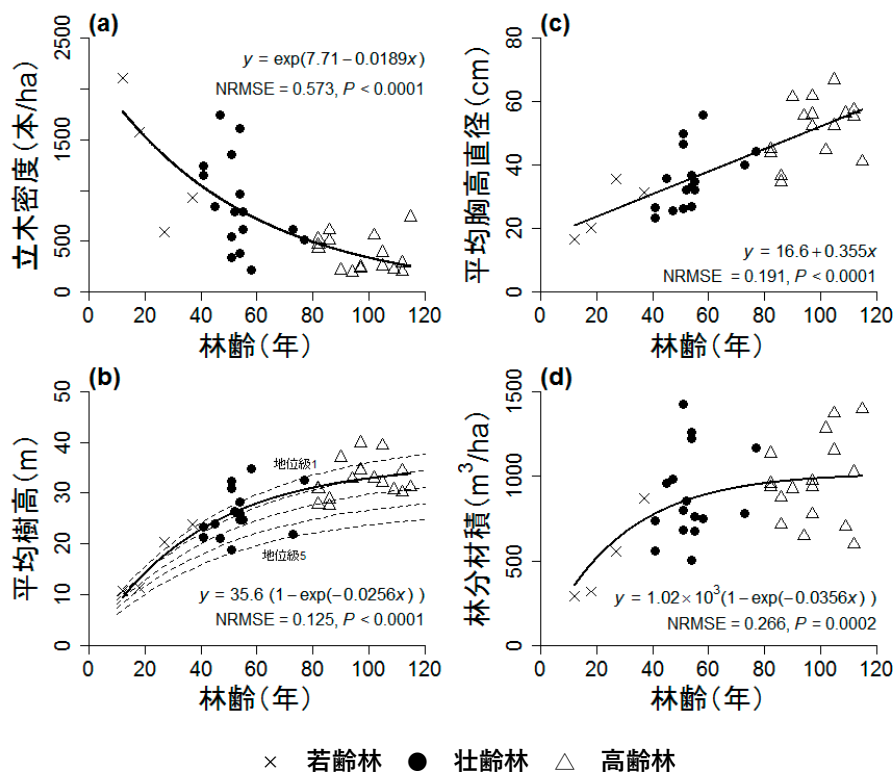 (a)
y = exp(7.71−0.0189x)
NRMSE = 0.573, P < 0.0001
立木密度(本/ha)
2500
1500
500
0
0 20 40 60 80 100 120
林齢(年)
(c)
80
60
40
20
0
平均胸高直径(cm)
y = 16.6+0.355x
NRMSE = 0.191, P < 0.0001
0 20 40 60 80 100 120
林齢(年)
(b)
50
40
30
20
10
0
平均樹高(m)
地位級1
地位級5
y = 35.6 (1−exp(−0.0256x))
NRMSE = 0.125, P < 0.0001
0 20 40 60 80 100 120
林齢(年)
(d)
1500
1000
500
0
林分材積(m³/ha)
y = 1.02×10³(1−exp(−0.0356x))
NRMSE = 0.266, P = 0.0002
0 20 40 60 80 100 120
林齢(年)
× 若齢林 ● 壮齢林 △ 高齢林